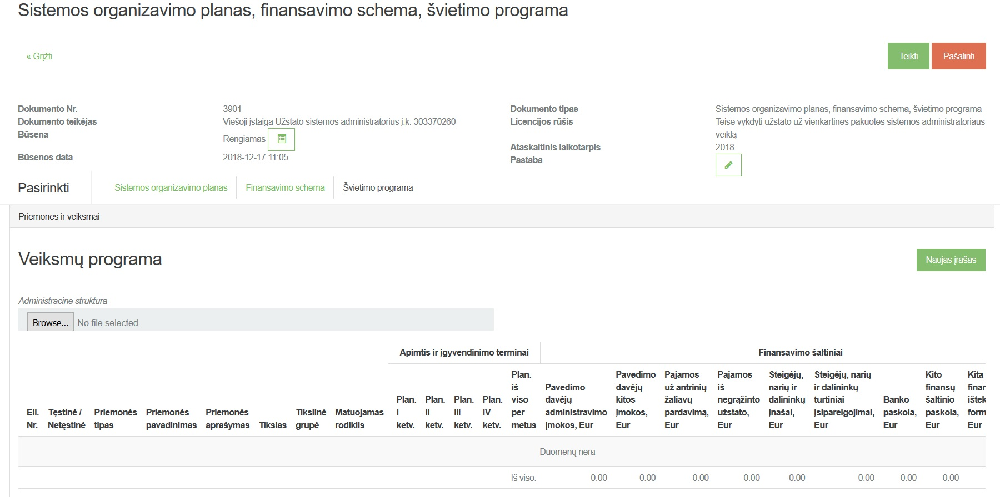 Sistemos organizavimo planas, finansavimo schema, švietimo programa
« Grįžti
Teikti
Pašalinti
Dokumento Nr.
3901
Dokumento teikėjas
Viešoji įstaiga Užstato sistemos administratorius į.k. 303370260
Būsena
Rengiamas
Būsenos data
2018-12-17 11:05
Dokumento tipas
Sistemos organizavimo planas, finansavimo schema, švietimo programa
Licencijos rūšis
Teisė vykdyti užstato už vienkartines pakuotes sistemos administratoriaus
veiklą
Ataskaitinis laikotarpis
2018
Pastaba
Pasirinkti
Sistemos organizavimo planas
Finansavimo schema
Švietimo programa
Priemonės ir veiksmai
Veiksmų programa
Naujas įrašas
Administracinė struktūra
Browse... No file selected.
Apimtis ir įgyvendinimo terminai
Finansavimo šaltiniai
Eil.
Nr.
Tęstinė /
Netęstinė
Priemonės
tipas
Priemonės
pavadinimas
Priemonės
aprašymas
Tikslas
Tikslinė
grupė
Matuojamas
rodiklis
Plan.
I
ketv.
Plan.
II
ketv.
Plan.
III
ketv.
Plan.
IV
ketv.
Plan.
iš
viso
per
metus
Pavedimo
davėjų
administravimo
įmokos, Eur
Pavedimo
davėjų
kitos
įmokos,
Eur
Pajamos
už antrinių
žaliavų
pardavimą,
Eur
Pajamos
iš
negrąžinto
užstato,
Eur
Steigėjų,
narių ir
dalininkų
įnašai,
Eur
Steigėjų, narių
ir dalininkų
turtiniai
įsipareigojimai,
Eur
Banko
paskola,
Eur
Kito
finansų
šaltinio
paskola,
Eur
Kita
finan
ištek
form
Eur
Duomenų nėra
Iš viso: 0.00 0.00 0.00 0.00 0.00 0.00 0.00 0.00